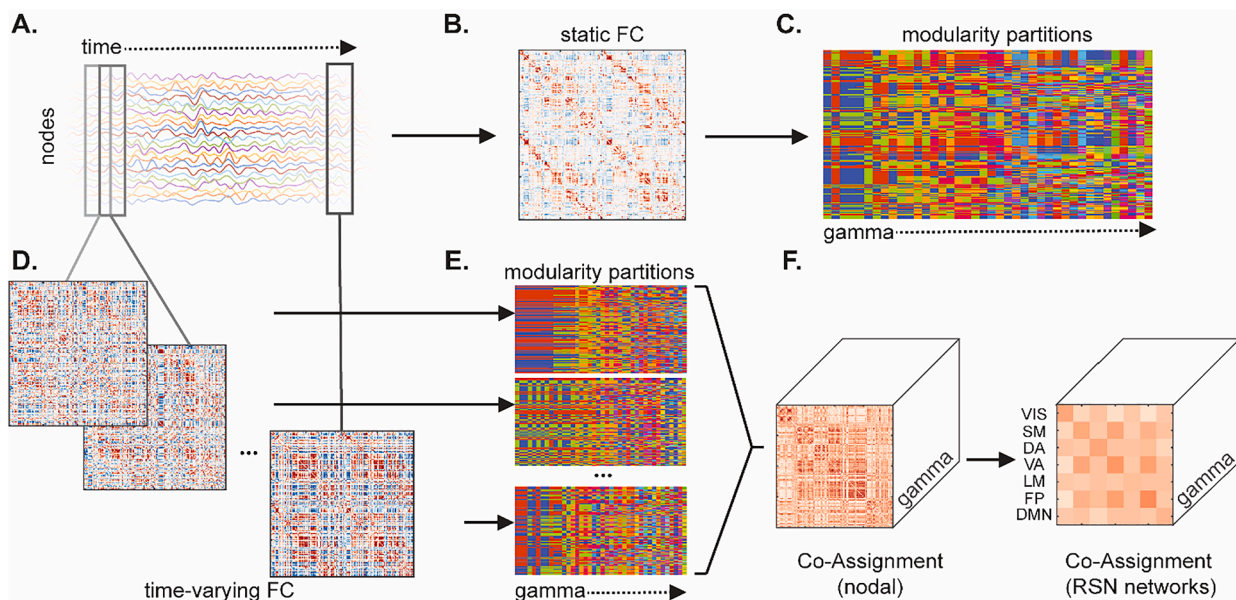 A.
time
nodes
B.
static FC
C.
modularity partitions
gamma
D.
...
time-varying FC
E.
modularity partitions
...
gamma
F.
gamma
Co-Assignment
(nodal)
VIS
SM
DA
VA
LM
FP
DMN
gamma
Co-Assignment
(RSN networks)